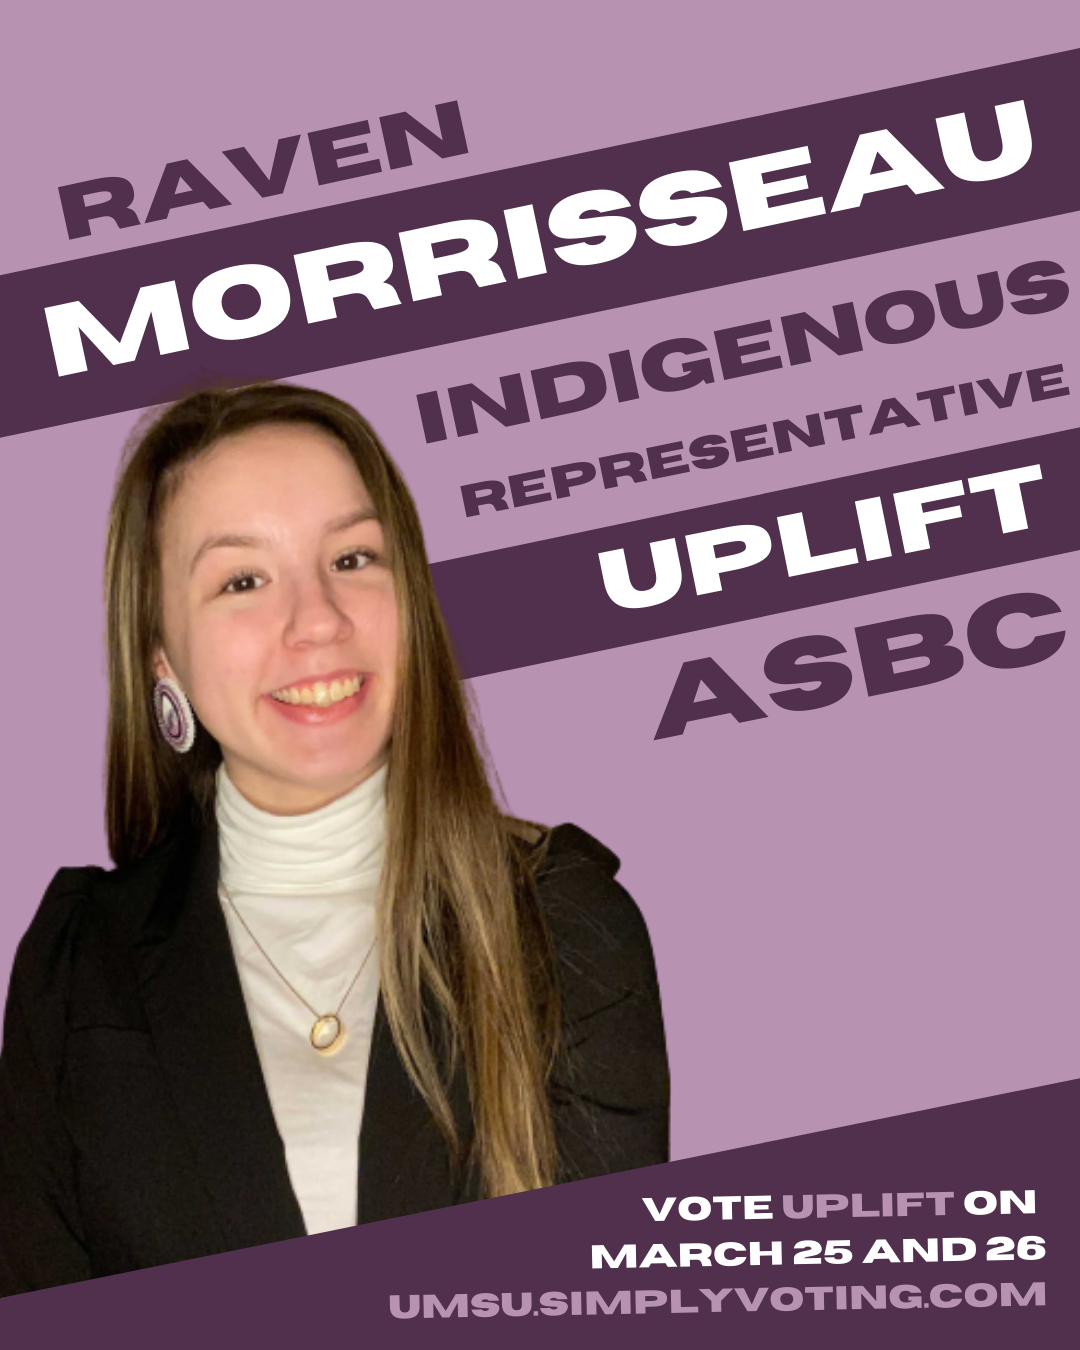 RAVEN
MORRISSEAU
INDIGENOUS
REPRESENTATIVE
UPLIFT
ASBC
VOTE UPLIFT ON
MARCH 25 AND 26
UMSU.SIMPLYVOTING.COM